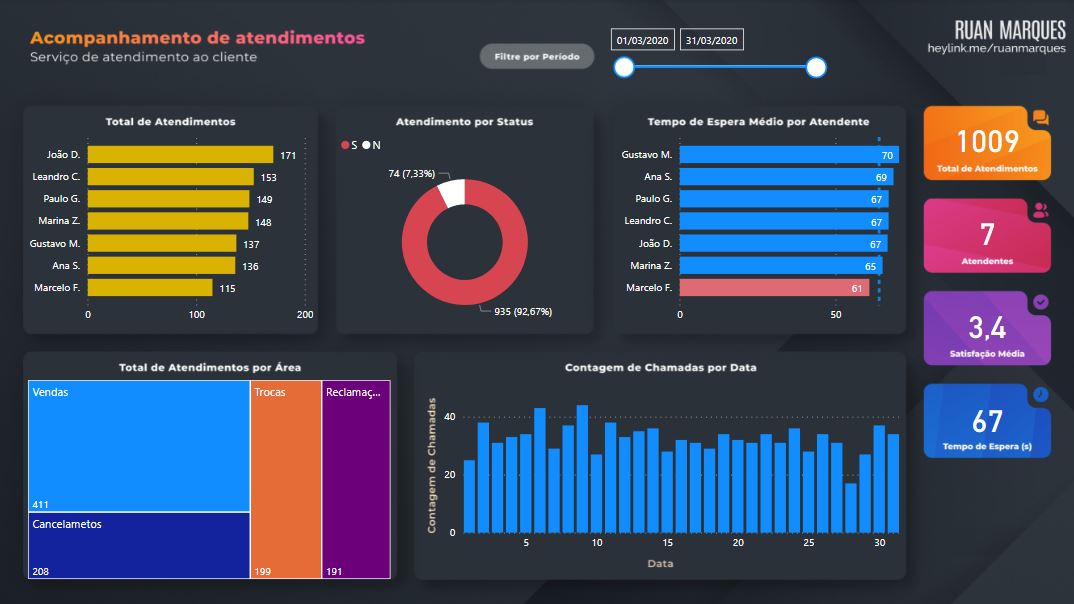 Acompanhamento de atendimentos
Serviço de atendimento ao cliente
Filtre por Período
01/03/2020 31/03/2020
RUAN MARQUES
heylink.me/ruanmarques
Total de Atendimentos
João D. 171
Leandro C. 153
Paulo G. 149
Marina Z. 148
Gustavo M. 137
Ana S. 136
Marcelo F. 115
0 100 200
Atendimento por Status
S N
74 (7,33%)
935 (92,67%)
Tempo de Espera Médio por Atendente
Gustavo M. 70
Ana S. 69
Paulo G. 67
Leandro C. 67
João D. 67
Marina Z. 65
Marcelo F. 61
0 50
1009
Total de Atendimentos
7
Atendentes
3,4
Satisfação Média
67
Tempo de Espera (s)
Total de Atendimentos por Área
Vendas
411
Cancelametos
208
Trocas
199
Reclamaç...
191
Contagem de Chamadas por Data
Contagem de Chamadas
40
20
0
5 10 15 20 25 30
Data